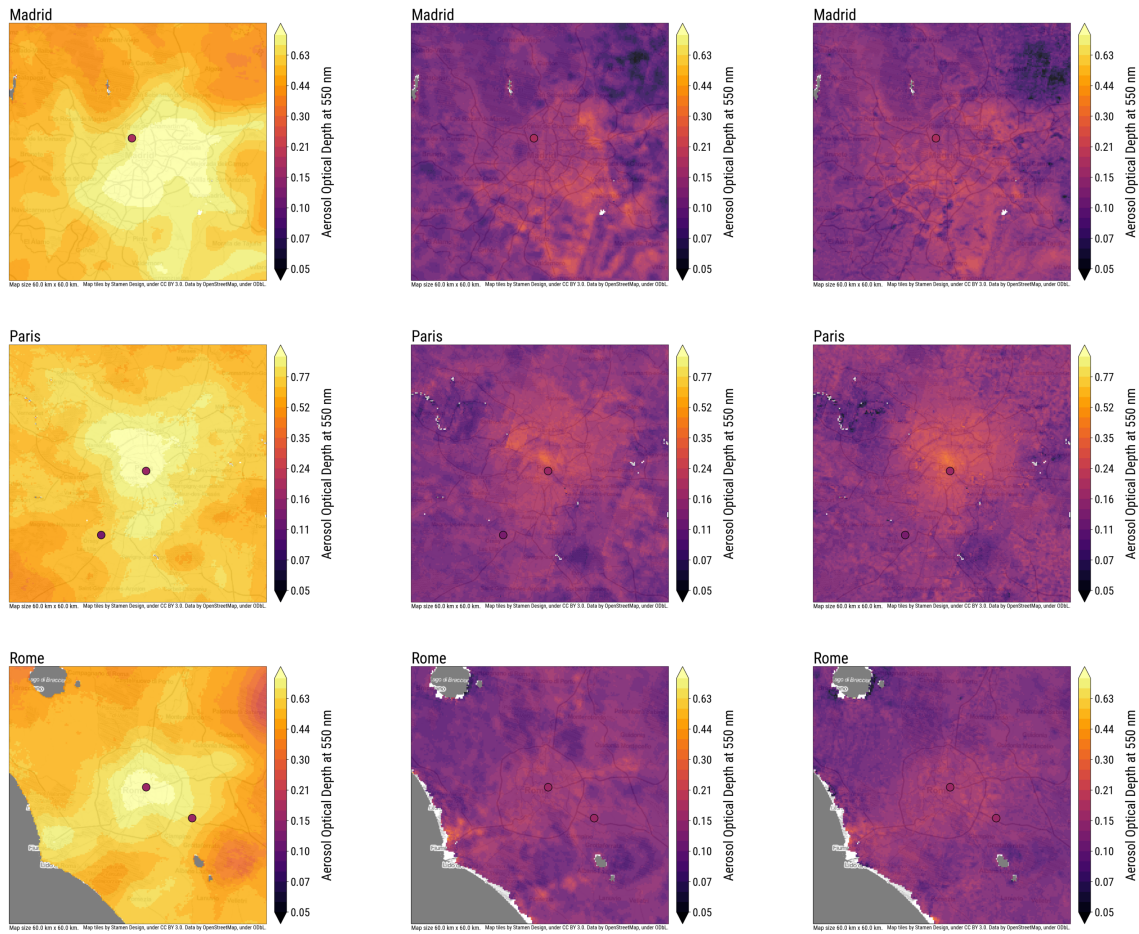 Madrid
0.63
0.44
0.30
0.21
0.15
0.10
0.07
0.05
Aerosol Optical Depth at 550 nm
Map size 60.0 km x 60.0 km. Map tiles by Stamen Design, under CC BY 3.0. Data by OpenStreetMap, under ODbL.
Madrid
0.63
0.44
0.30
0.21
0.15
0.10
0.07
0.05
Aerosol Optical Depth at 550 nm
Map size 60.0 km x 60.0 km. Map tiles by Stamen Design, under CC BY 3.0. Data by OpenStreetMap, under ODbL.
Madrid
0.63
0.44
0.30
0.21
0.15
0.10
0.07
0.05
Aerosol Optical Depth at 550 nm
Map size 60.0 km x 60.0 km. Map tiles by Stamen Design, under CC BY 3.0. Data by OpenStreetMap, under ODbL.
Paris
0.77
0.52
0.35
0.24
0.16
0.11
0.07
0.05
Aerosol Optical Depth at 550 nm
Map size 60.0 km x 60.0 km. Map tiles by Stamen Design, under CC BY 3.0. Data by OpenStreetMap, under ODbL.
Paris
0.77
0.52
0.35
0.24
0.16
0.11
0.07
0.05
Aerosol Optical Depth at 550 nm
Map size 60.0 km x 60.0 km. Map tiles by Stamen Design, under CC BY 3.0. Data by OpenStreetMap, under ODbL.
Paris
0.77
0.52
0.35
0.24
0.16
0.11
0.07
0.05
Aerosol Optical Depth at 550 nm
Map size 60.0 km x 60.0 km. Map tiles by Stamen Design, under CC BY 3.0. Data by OpenStreetMap, under ODbL.
Rome
0.63
0.44
0.30
0.21
0.15
0.10
0.07
0.05
Aerosol Optical Depth at 550 nm
Map size 60.0 km x 60.0 km. Map tiles by Stamen Design, under CC BY 3.0. Data by OpenStreetMap, under ODbL.
Rome
0.63
0.44
0.30
0.21
0.15
0.10
0.07
0.05
Aerosol Optical Depth at 550 nm
Map size 60.0 km x 60.0 km. Map tiles by Stamen Design, under CC BY 3.0. Data by OpenStreetMap, under ODbL.
Rome
0.63
0.44
0.30
0.21
0.15
0.10
0.07
0.05
Aerosol Optical Depth at 550 nm
Map size 60.0 km x 60.0 km. Map tiles by Stamen Design, under CC BY 3.0. Data by OpenStreetMap, under ODbL.